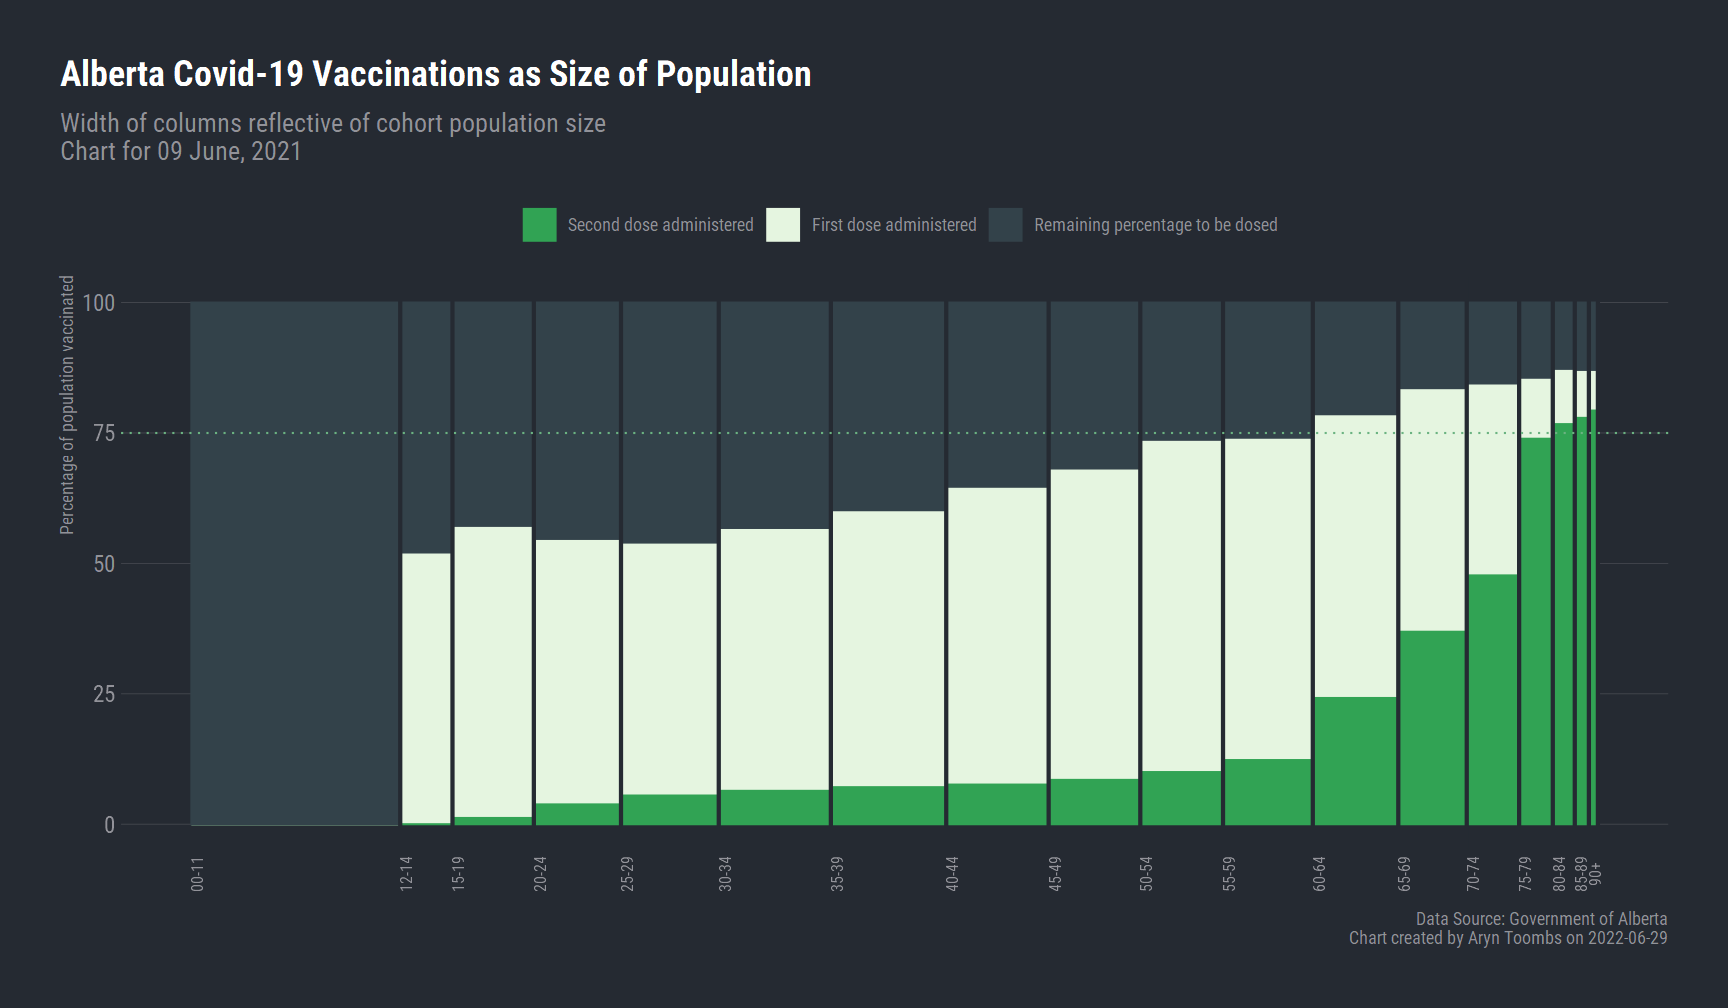 Alberta Covid-19 Vaccinations as Size of Population
Width of columns reflective of cohort population size
Chart for 09 June, 2021
Second dose administered
First dose administered
Remaining percentage to be dosed
Percentage of population vaccinated
100
75
50
25
0
00-11
12-14
15-19
20-24
25-29
30-34
35-39
40-44
45-49
50-54
55-59
60-64
65-69
70-74
75-79
80-84
85-89
90+
Data Source: Government of Alberta
Chart created by Aryn Toombs on 2022-06-29